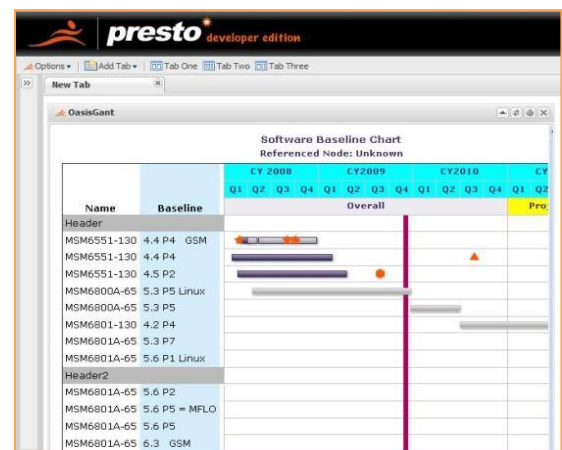 presto developer edition
Options Add Tab Tab One Tab Two Tab Three
New Tab
OasisGant
Software Baseline Chart
Referenced Node: Unknown
CY 2008 CY2009 CY2010 CY
Q1 Q2 Q3 Q4 Q1 Q2 Q3 Q4 Q1 Q2 Q3 Q4 Q1 Q2
Name Baseline Overall Pro
Header
MSM6551-130 4.4 P4 GSM
MSM6551-130 4.4 P4
MSM6551-130 4.5 P2
MSM6800A-65 5.3 P5 Linux
MSM6800A-65 5.3 P5
MSM6801-130 4.2 P4
MSM6801A-65 5.3 P7
MSM6801A-65 5.6 P1 Linux
Header2
MSM6801A-65 5.6 P2
MSM6801A-65 5.6 P5 = MFLO
MSM6801A-65 5.6 P5
MSM6801A-65 6.3 GSM